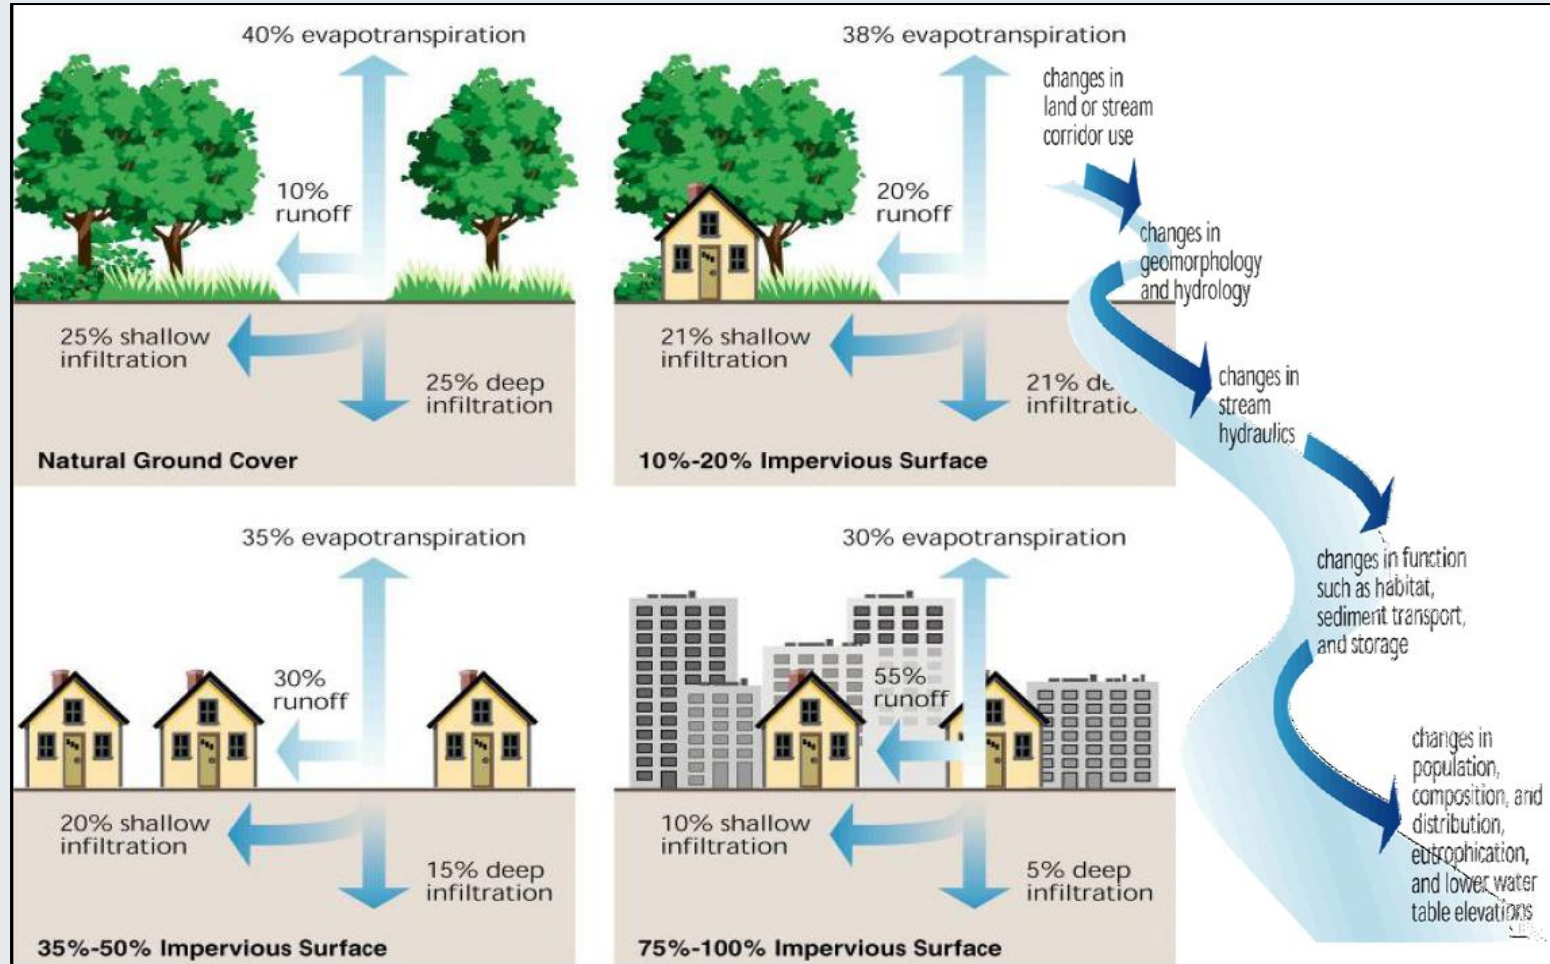 40% evapotranspiration
10%
runoff
25% shallow
infiltration
25% deep
infiltration
Natural Ground Cover
38% evapotranspiration
20%
runoff
21% shallow
infiltration
21% de
infiltratio
10%-20% Impervious Surface
35% evapotranspiration
30%
runoff
20% shallow
infiltration
15% deep
infiltration
35%-50% Impervious Surface
30% evapotranspiration
55%
runoff
10% shallow
infiltration
5% deep
infiltration
75%-100% Impervious Surface
changes in
land or stream
corridor use
changes in
geomorphology
and hydrology
changes in
stream
hydraulics
changes in function
such as habitat,
sediment transport,
and storage
changes in
population,
composition, and
distribution,
eutrophication,
and lower water
table elevations